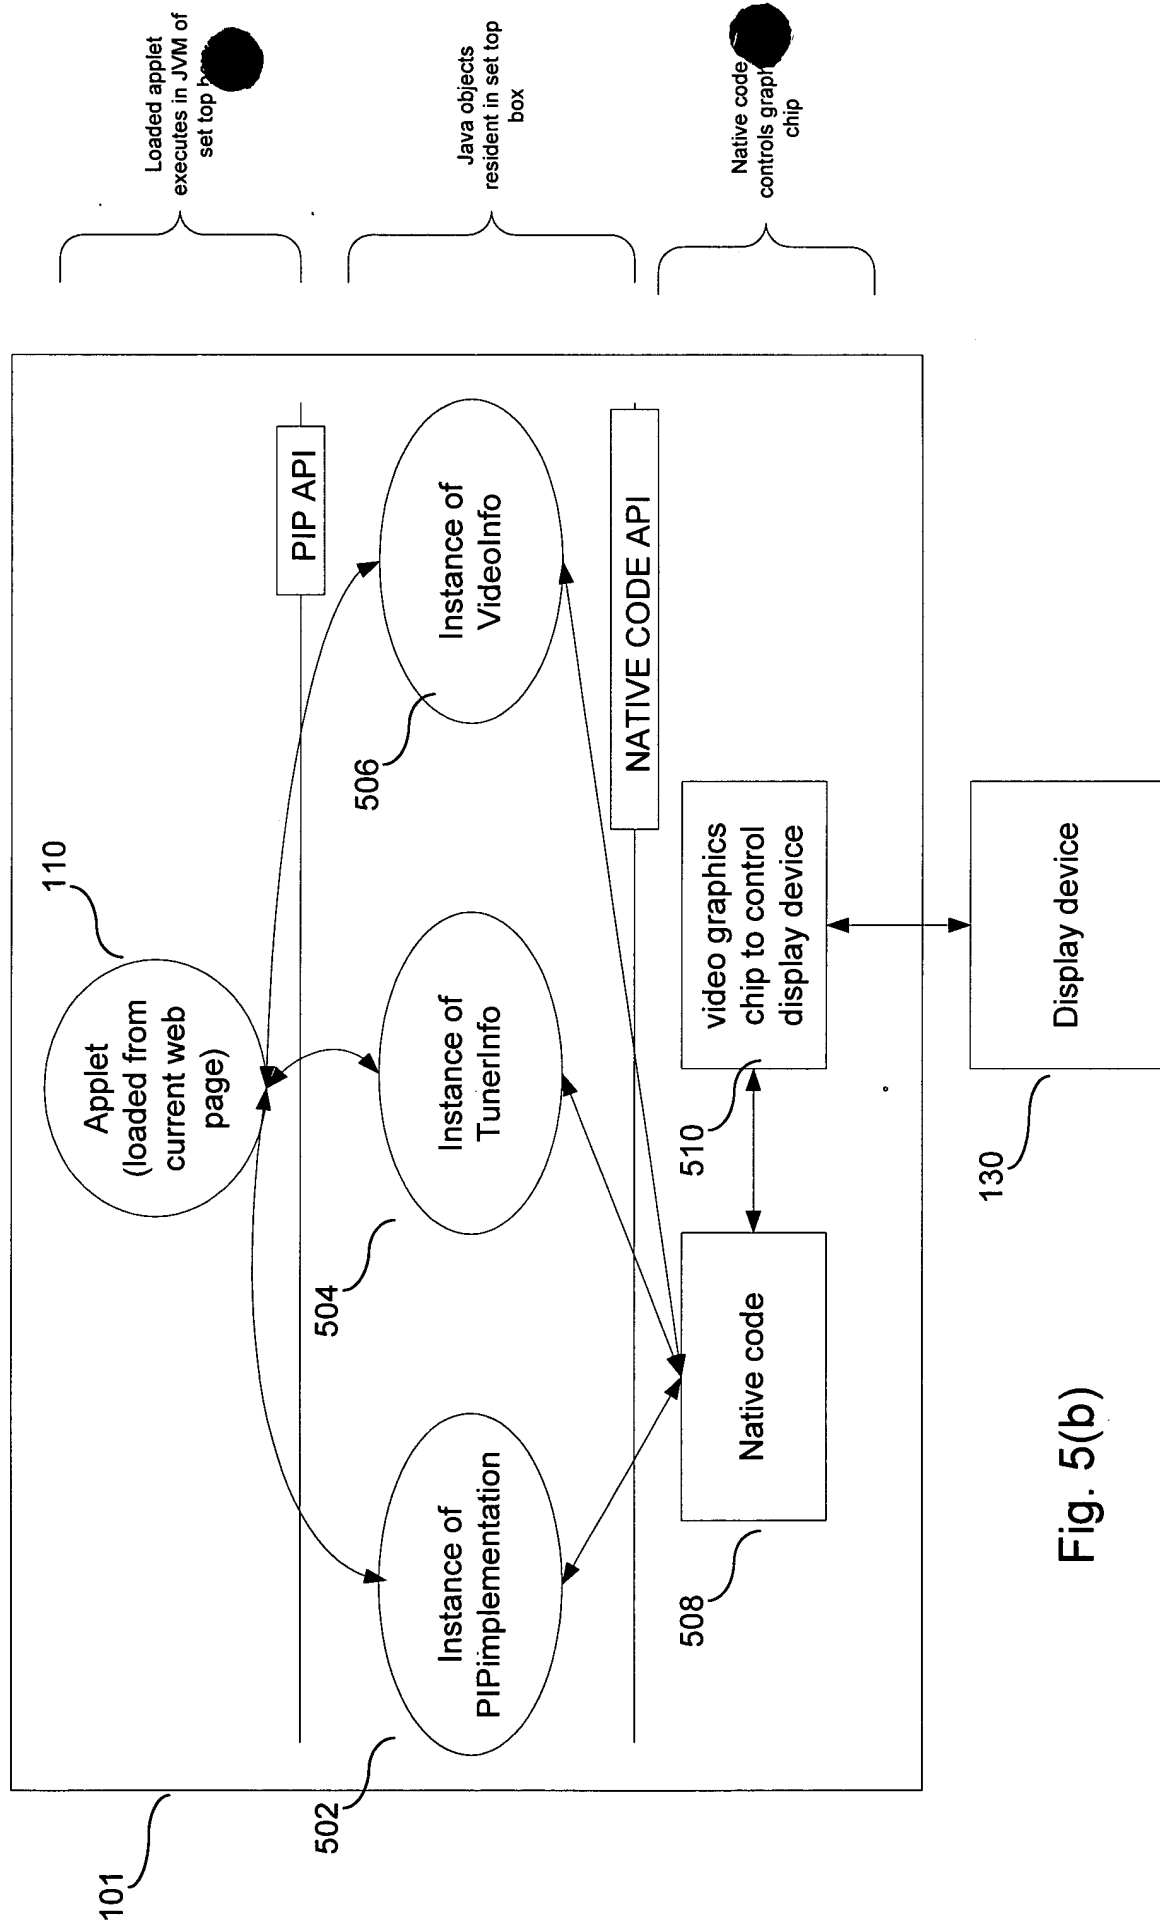 Loaded applet
executes in JVM of
set top
Java objects
resident in set top
box
Native code
controls
chip
110
Applet
(loaded from
current web
page)
PIP API
101
502
Instance of
PIPimplementation
504
Instance of
TunerInfo
506
Instance of
VideoInfo
NATIVE CODE API
508
Native code
510
video graphics
chip to control
display device
130
Display device
Fig. 5(b)